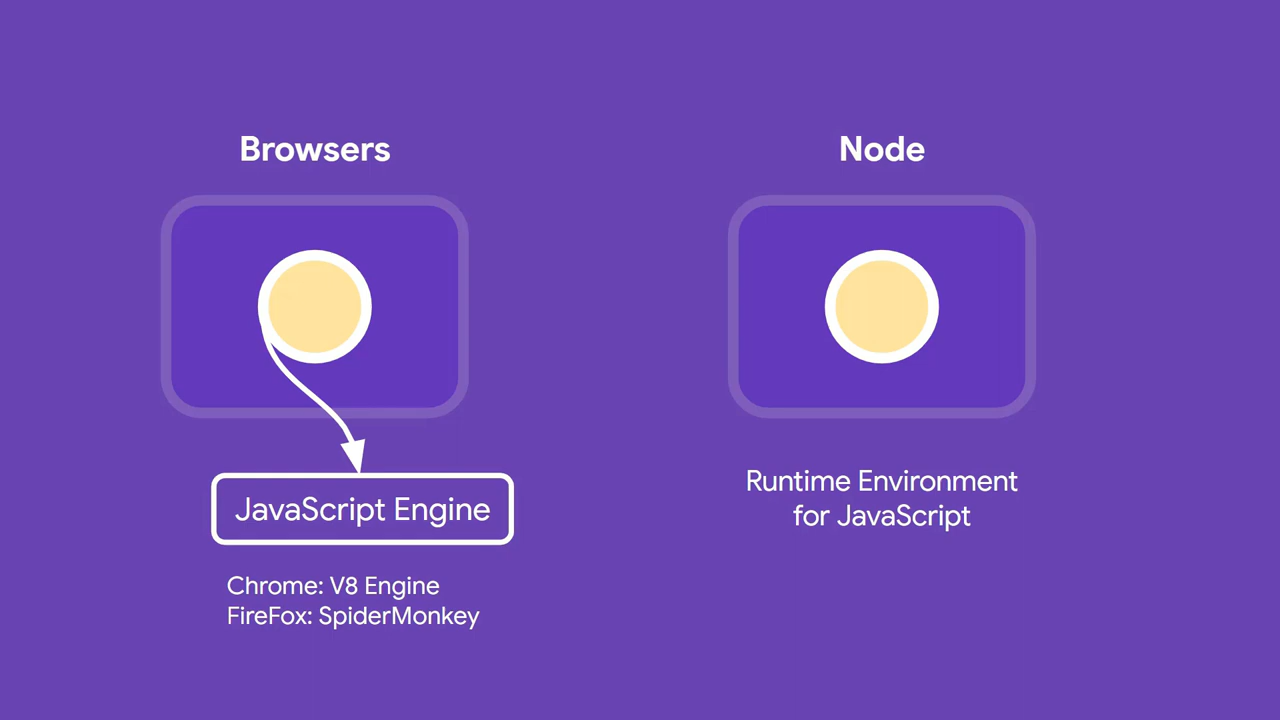 Browsers
JavaScript Engine
Chrome: V8 Engine
FireFox: SpiderMonkey
Node
Runtime Environment
for JavaScript